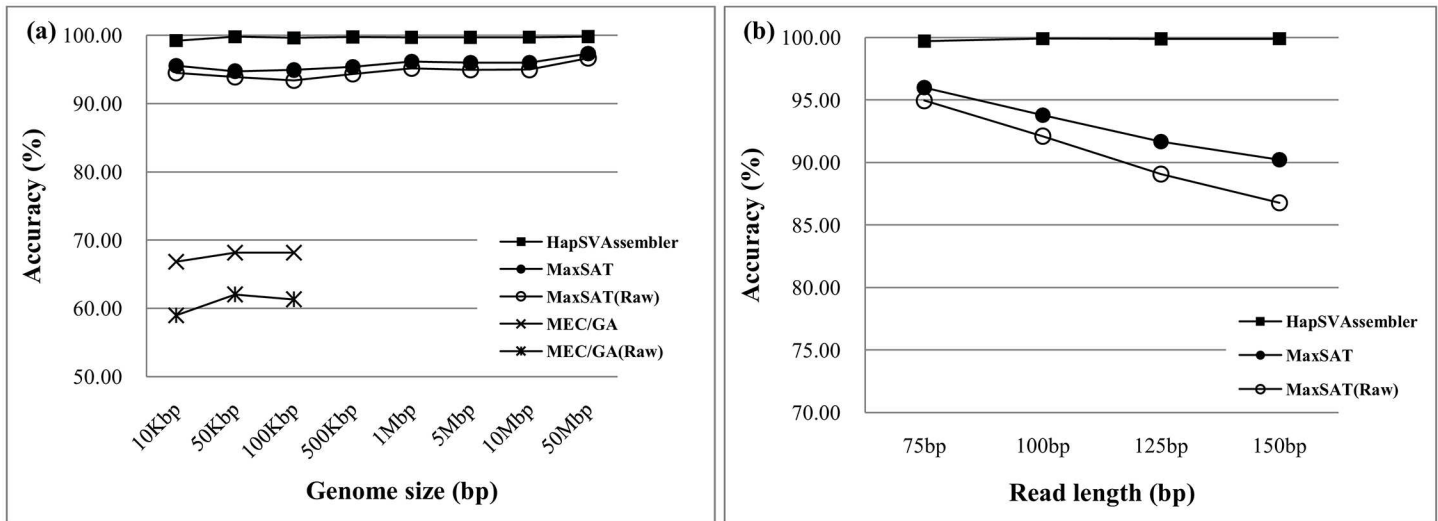 (a)
Accuracy (%)
100.00
90.00
80.00
70.00
60.00
50.00
HapSVAssembler
MaxSAT
MaxSAT(Raw)
MEC/GA
MEC/GA(Raw)
10Kbp
50Kbp
100Kbp
500Kbp
1Mbp
5Mbp
10Mbp
50Mbp
Genome size (bp)
(b)
Accuracy (%)
100.00
95.00
90.00
85.00
80.00
75.00
70.00
HapSVAssembler
MaxSAT
MaxSAT(Raw)
75bp
100bp
125bp
150bp
Read length (bp)